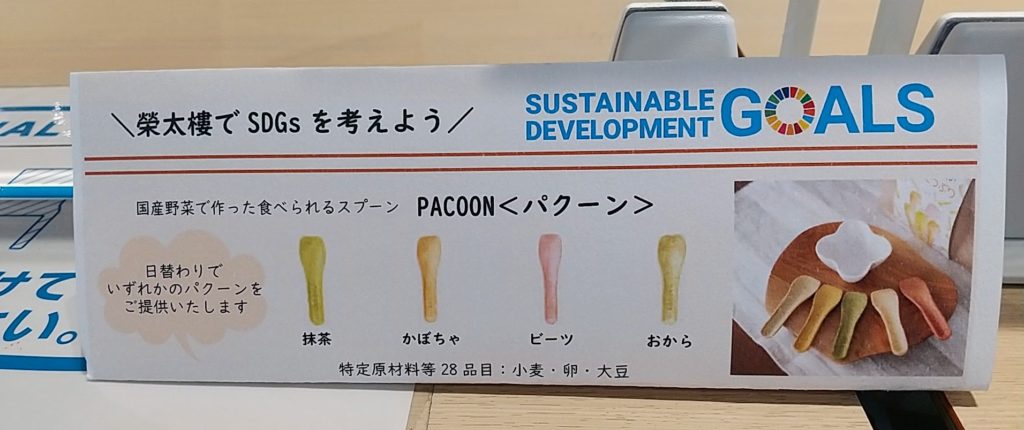 ＼榮太樓で SDGs を考えよう／
SUSTAINABLE
DEVELOPMENT
GOALS
国産野菜で作った食べられるスプーン PACOON＜パクーン＞
日替わりで
いずれかのパクーンを
ご提供いたします
抹茶
かぼちゃ
ビーツ
おから
特定原材料等 28 品目：小麦・卵・大豆